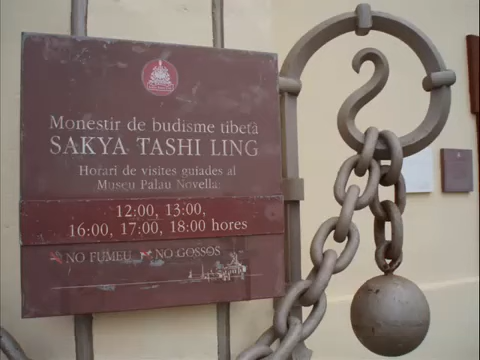 Monestir de budisme tibetà
SAKYA TASHI LING
Horari de visites guiades al
Museu Palau Novella
12:00, 13:00,
16:00, 17:00, 18:00 hores
NO FUMEU NO GOSSOS